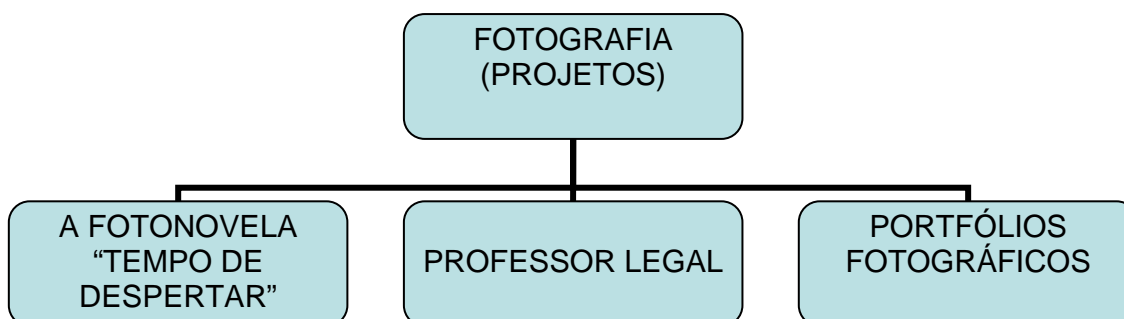 FOTOGRAFIA
(PROJETOS)
A FOTONOVELA
“TEMPO DE
DESPERTAR”
PROFESSOR LEGAL
PORTFÓLIOS
FOTOGRÁFICOS